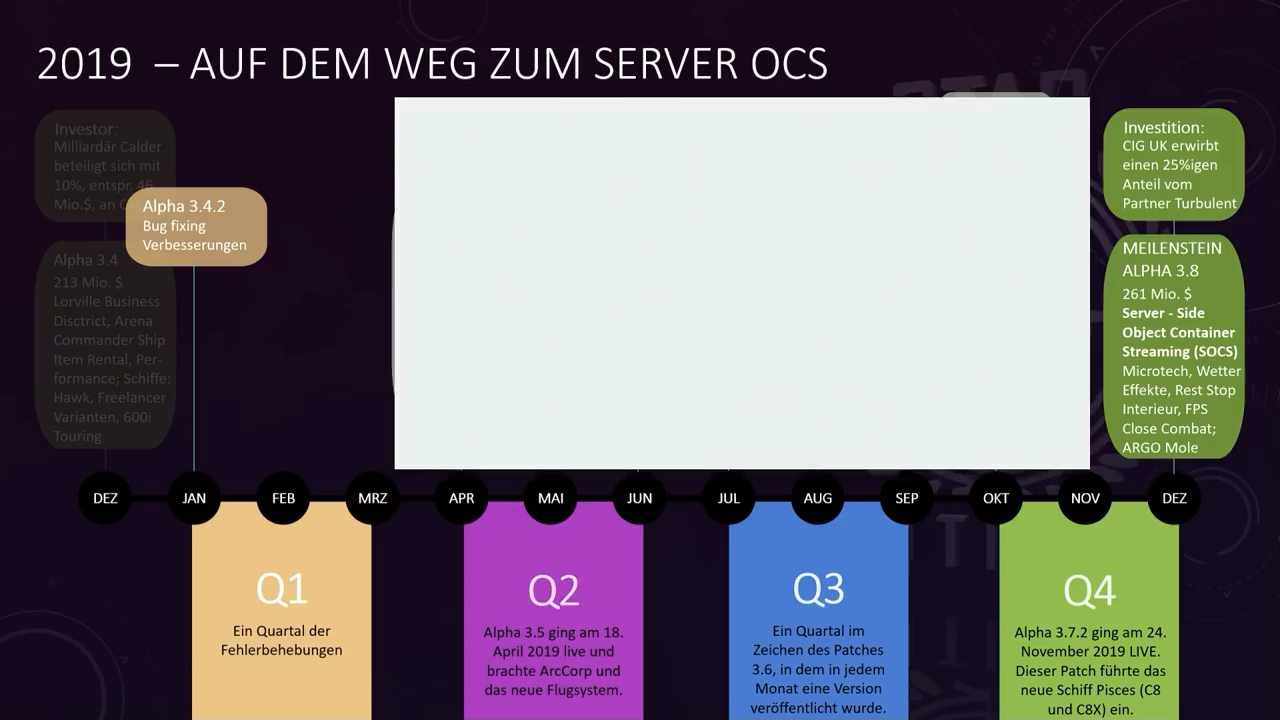 2019 – AUF DEM WEG ZUM SERVER OCS
Investor:
Milliardär Calder
beteiligt sich mit
10%, entspr. 46
Mio.$, an
Alpha 3.4.2
Bug fixing
Verbesserungen
Alpha 3.4
213 Mio. $
Lorville Business
Disctrict, Arena
Commander Ship
Item Rental, Per-
formance; Schiffe:
Hawk, Freelancer
Varianten, 600i
Touring
Investition:
CIG UK erwirbt
einen 25%igen
Anteil vom
Partner Turbulent
MEILENSTEIN
ALPHA 3.8
261 Mio. $
Server - Side
Object Container
Streaming (SOCS)
Microtech, Wetter
Effekte, Rest Stop
Interieur, FPS
Close Combat;
ARGO Mole
DEZ JAN FEB MRZ APR MAI JUN JUL AUG SEP OKT NOV DEZ
Q1
Ein Quartal der
Fehlerbehebungen
Q2
Alpha 3.5 ging am 18.
April 2019 live und
brachte ArcCorp und
das neue Flugsystem.
Q3
Ein Quartal im
Zeichen des Patches
3.6, in dem in jedem
Monat eine Version
veröffentlicht wurde.
Q4
Alpha 3.7.2 ging am 24.
November 2019 LIVE.
Dieser Patch führte das
neue Schiff Pisces (C8
und C8X) ein.